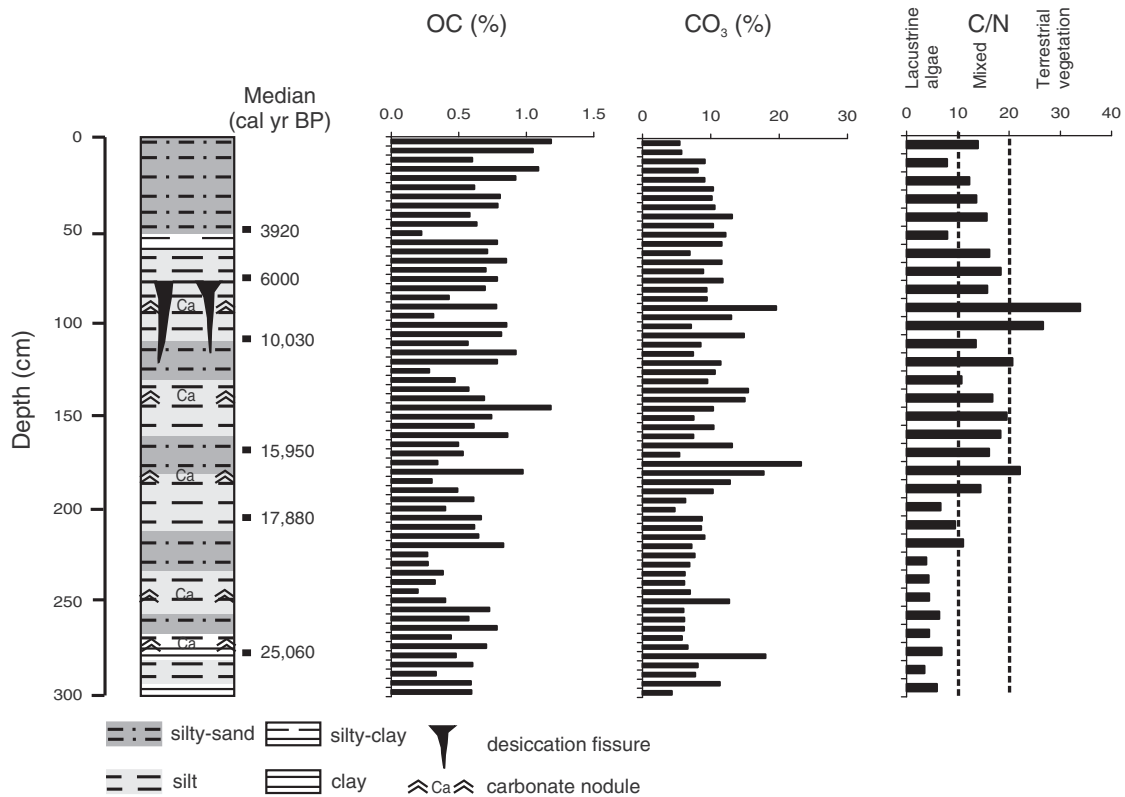 OC (%)
CO₃ (%)
C/N
Lacustrine
algae
Mixed
Terrestrial
vegetation
Median
(cal yr BP)
0.0 0.5 1.0 1.5
0 10 20 30
0 10 20 30 40
Depth (cm)
0
50
100
150
200
250
300
3920
6000
10,030
15,950
17,880
25,060
Ca
Ca
Ca
Ca
Ca
silty-sand
silty-clay
desiccation fissure
silt
clay
Ca carbonate nodule